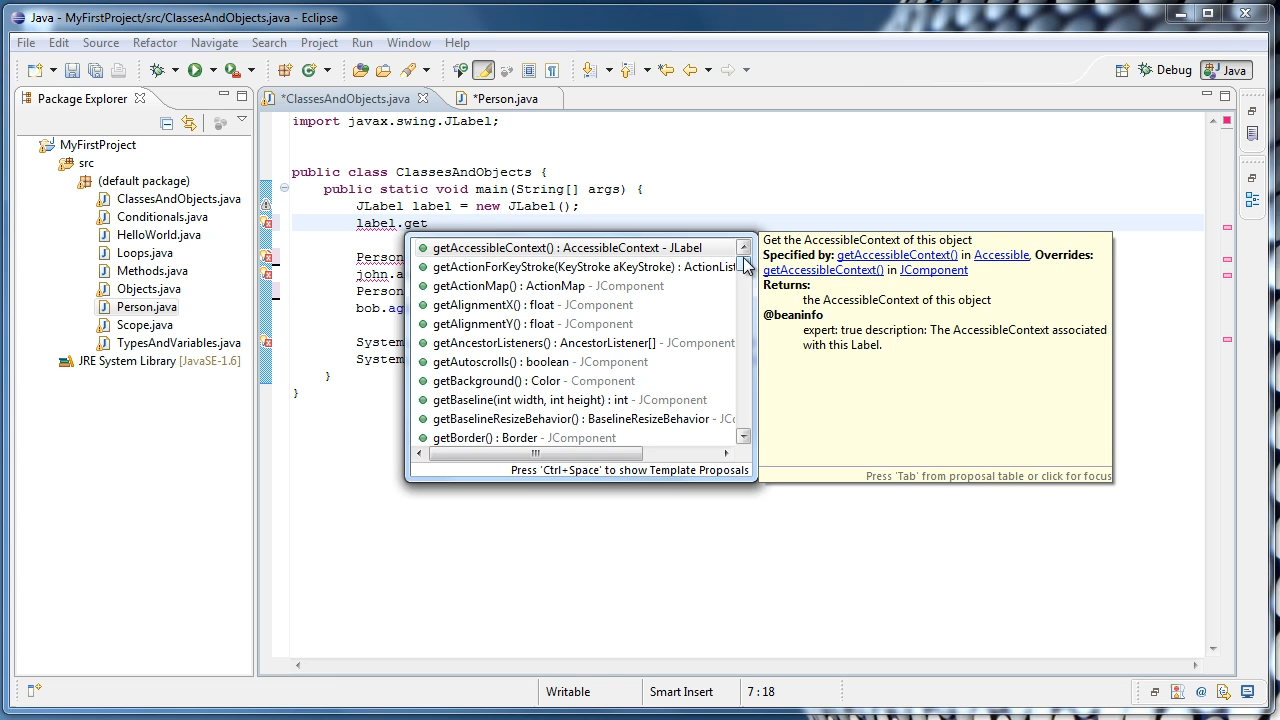 Java - MyFirstProject/src/ClassesAndObjects.java - Eclipse
File Edit Source Refactor Navigate Search Project Run Window Help
Debug Java
Package Explorer
*ClassesAndObjects.java
*Person.java
MyFirstProject
src
(default package)
ClassesAndObjects.java
Conditionals.java
HelloWorld.java
Loops.java
Methods.java
Objects.java
Person.java
Scope.java
TypesAndVariables.java
JRE System Library [JavaSE-1.6]
import javax.swing.JLabel;
public class ClassesAndObjects {
public static void main(String[] args) {
JLabel label = new JLabel();
label.get
Person
john.a
Person
bob.ag
System
System
}
}
getAccessibleContext() : AccessibleContext - JLabel
getActionForKeyStroke(KeyStroke aKeyStroke) : ActionList
getActionMap() : ActionMap - JComponent
getAlignmentX() : float - JComponent
getAlignmentY() : float - JComponent
getAncestorListeners() : AncestorListener[] - JComponent
getAutoscrolls() : boolean - JComponent
getBackground() : Color - Component
getBaseline(int width, int height) : int - JComponent
getBaselineResizeBehavior() : BaselineResizeBehavior - JCo
getBorder() : Border - JComponent
Press 'Ctrl+Space' to show Template Proposals
Get the AccessibleContext of this object
Specified by: getAccessibleContext() in Accessible, Overrides:
getAccessibleContext() in JComponent
Returns:
the AccessibleContext of this object
@beaninfo
expert: true description: The AccessibleContext associated
with this Label.
Press 'Tab' from proposal table or click for focus
Writable
Smart Insert
7 : 18